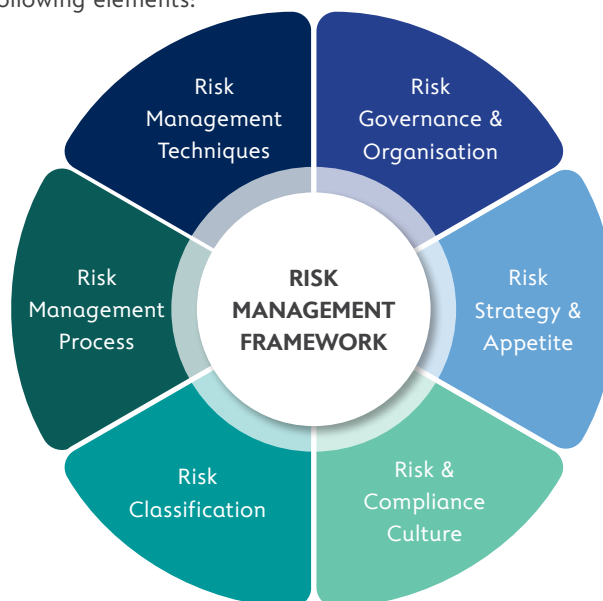 following elements:
Risk
Governance &
Organisation
Risk
Strategy &
Appetite
Risk &
Compliance
Culture
Risk
Classification
Risk
Management
Process
Risk
Management
Techniques
RISK
MANAGEMENT
FRAMEWORK